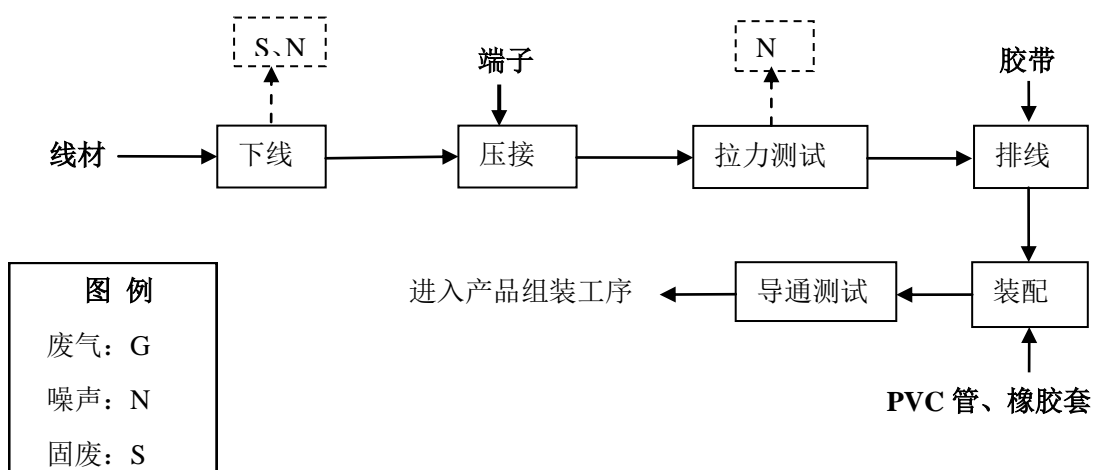 S、N
端子
N
胶带
线材
下线
压接
拉力测试
排线
进入产品组装工序
导通测试
装配
PVC 管、橡胶套
图 例
废气：G
噪声：N
固废：S